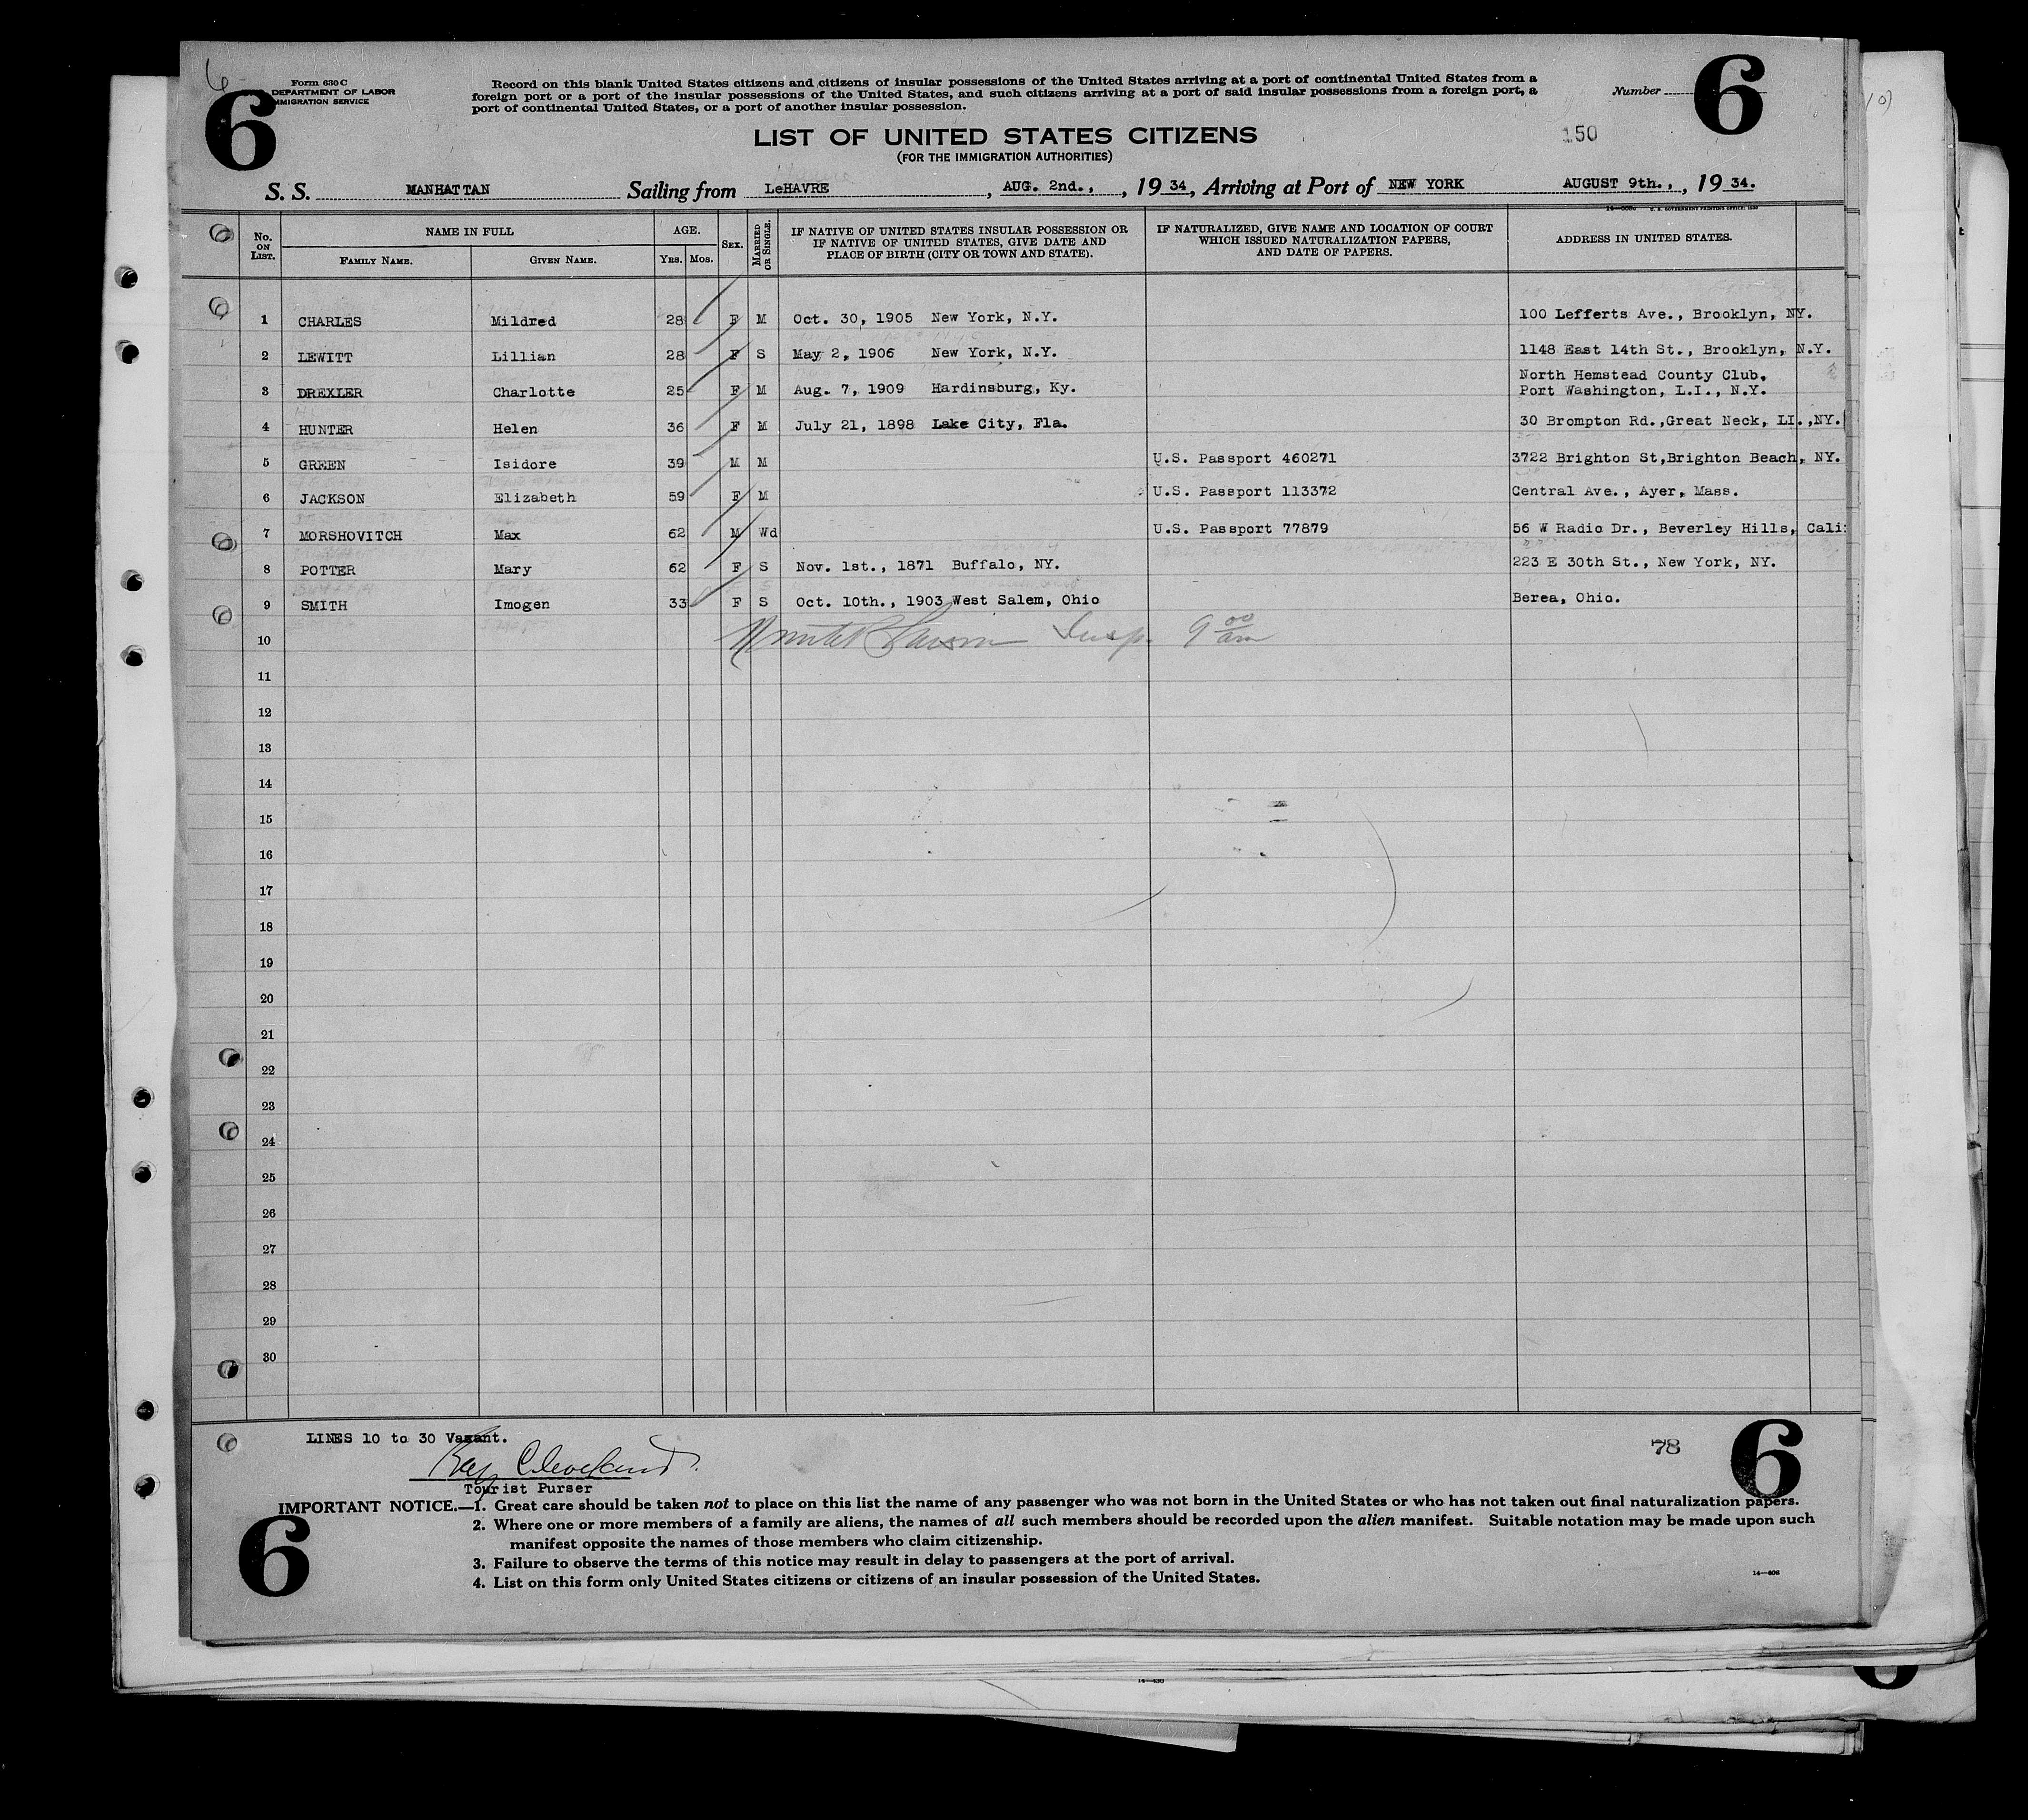 6
Form 630 C
DEPARTMENT OF LABOR
IMMIGRATION SERVICE
6
Record on this blank United States citizens and citizens of insular possessions of the United States arriving at a port of continental United States from a
foreign port or a port of the insular possessions of the United States, and such citizens arriving at a port of said insular possessions from a foreign port, a
port of continental United States, or a port of another insular possession.
Number
6
LIST OF UNITED STATES CITIZENS
(FOR THE IMMIGRATION AUTHORITIES)
150
S. S. MANHATTAN Sailing from LeHAVRE, AUG. 2nd., , 19 34, Arriving at Port of NEW YORK AUGUST 9th., , 19 34.
No. ON LIST. NAME IN FULL FAMILY NAME. GIVEN NAME. AGE. YRS. MOS. SEX. MARRIED OR SINGLE. IF NATIVE OF UNITED STATES INSULAR POSSESSION OR IF NATIVE OF UNITED STATES, GIVE DATE AND PLACE OF BIRTH (CITY OR TOWN AND STATE). IF NATURALIZED, GIVE NAME AND LOCATION OF COURT WHICH ISSUED NATURALIZATION PAPERS, AND DATE OF PAPERS. ADDRESS IN UNITED STATES.
1 CHARLES Mildred 28 F M Oct. 30, 1905 New York, N.Y. 100 Lefferts Ave., Brooklyn, NY.
2 LEWITT Lillian 28 F S May 2, 1906 New York, N.Y. 1148 East 14th St., Brooklyn, N.Y.
3 DREXLER Charlotte 25 F M Aug. 7, 1909 Hardinsburg, Ky. North Hemstead County Club, Port Washington, L.I., N.Y.
4 HUNTER Helen 36 F M July 21, 1898 Lake City, Fla. 30 Brompton Rd.,Great Neck, LI.,NY.
5 GREEN Isidore 39 M M U.S. Passport 460271 3722 Brighton St,Brighton Beach, NY.
6 JACKSON Elizabeth 59 F M U.S. Passport 113372 Central Ave., Ayer, Mass.
7 MORSHOVITCH Max 62 M Wd U.S. Passport 77879 56 W Radio Dr., Beverley Hills, Cali
8 POTTER Mary 62 F S Nov. 1st., 1871 Buffalo, NY. 223 E 30th St., New York, NY.
9 SMITH Imogen 33 F S Oct. 10th., 1903 West Salem, Ohio Berea, Ohio.
10 Insp. 9 00 am
11
12
13
14
15
16
17
18
19
20
21
22
23
24
25
26
27
28
29
30
LINES 10 to 30 Vacant.
Ray Cleveland
Tourist Purser
78
6
IMPORTANT NOTICE.—1. Great care should be taken not to place on this list the name of any passenger who was not born in the United States or who has not taken out final naturalization papers.
2. Where one or more members of a family are aliens, the names of all such members should be recorded upon the alien manifest. Suitable notation may be made upon such
manifest opposite the names of those members who claim citizenship.
3. Failure to observe the terms of this notice may result in delay to passengers at the port of arrival.
4. List on this form only United States citizens or citizens of an insular possession of the United States.
6